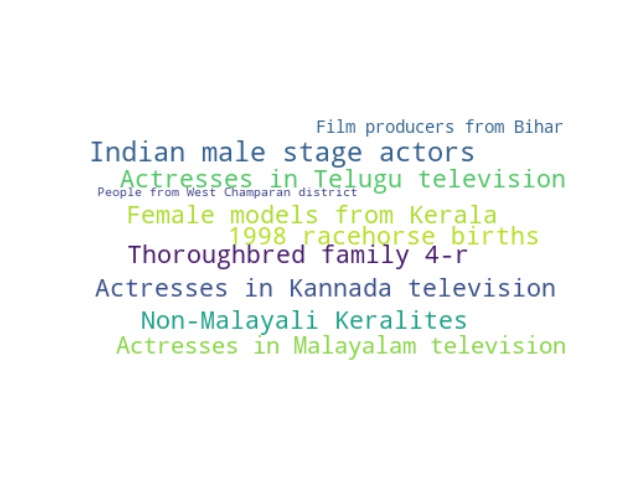 Film producers from Bihar
Indian male stage actors
Actresses in Telugu television
People from West Champaran district
Female models from Kerala
1998 racehorse births
Thoroughbred family 4-r
Actresses in Kannada television
Non-Malayali Keralites
Actresses in Malayalam television